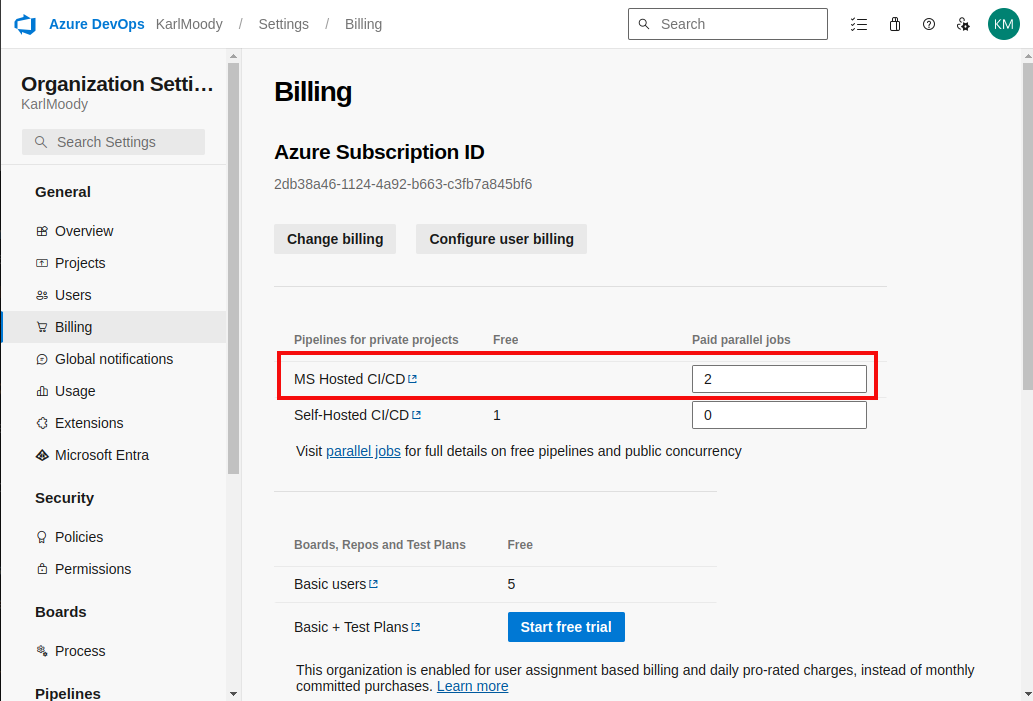 Azure DevOps KarlMoody / Settings / Billing Search KM
Organization Setti...
KarlMoody
Search Settings
General
Overview
Projects
Users
Billing
Global notifications
Usage
Extensions
Microsoft Entra
Security
Policies
Permissions
Boards
Process
Pipelines
Billing
Azure Subscription ID
2db38a46-1124-4a92-b663-c3fb7a845bf6
Change billing Configure user billing
Pipelines for private projects Free Paid parallel jobs
MS Hosted CI/CD 2
Self-Hosted CI/CD 1 0
Visit parallel jobs for full details on free pipelines and public concurrency
Boards, Repos and Test Plans Free
Basic users 5
Basic + Test Plans Start free trial
This organization is enabled for user assignment based billing and daily pro-rated charges, instead of monthly
committed purchases. Learn more